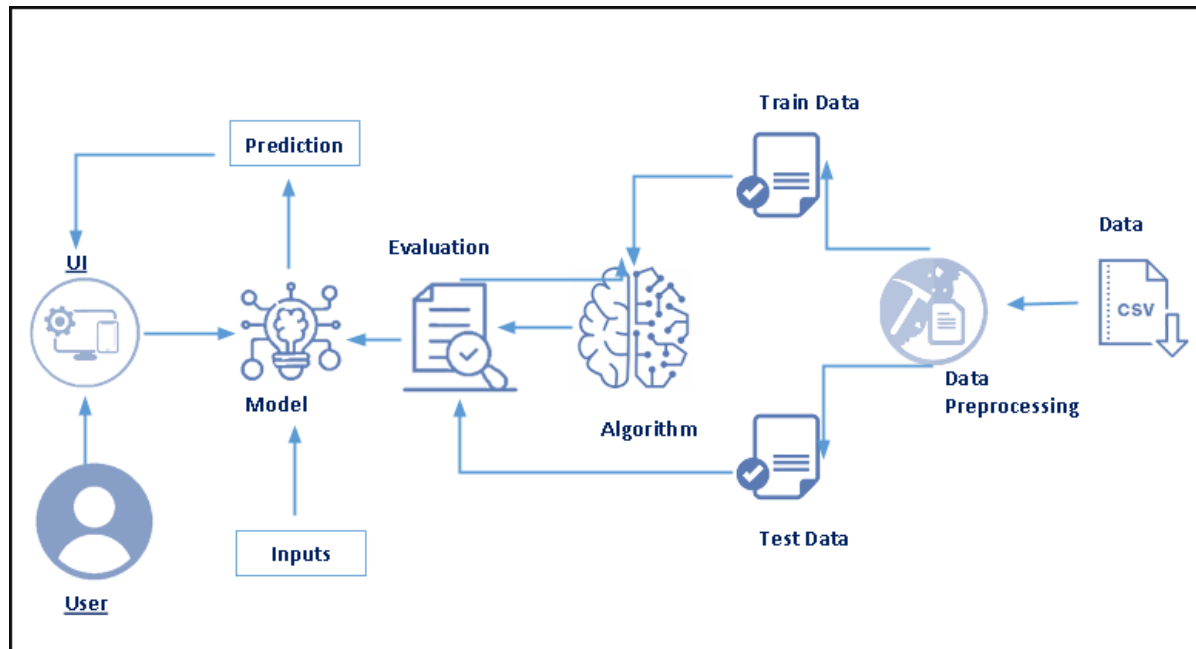 Train Data
Prediction
Data
Evaluation
UI
CSV
Data
Preprocessing
Model
Algorithm
Test Data
Inputs
User